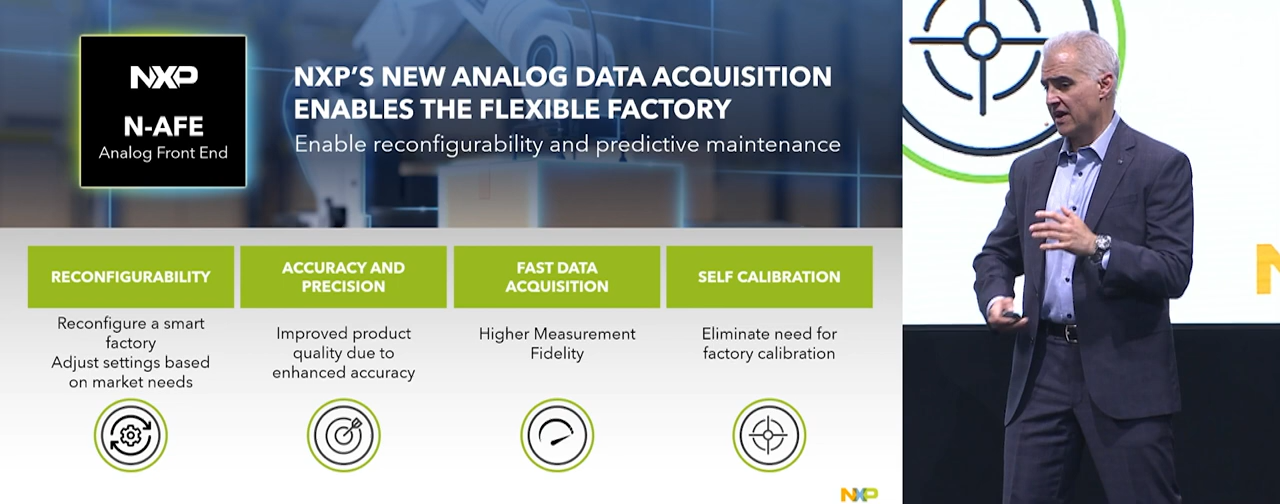 NXP
N-AFE
Analog Front End
NXP'S NEW ANALOG DATA ACQUISITION
ENABLES THE FLEXIBLE FACTORY
Enable reconfigurability and predictive maintenance
RECONFIGURABILITY
Reconfigure a smart
factory
Adjust settings based
on market needs
ACCURACY AND
PRECISION
Improved product
quality due to
enhanced accuracy
FAST DATA
ACQUISITION
Higher Measurement
Fidelity
SELF CALIBRATION
Eliminate need for
factory calibration
NXP
N